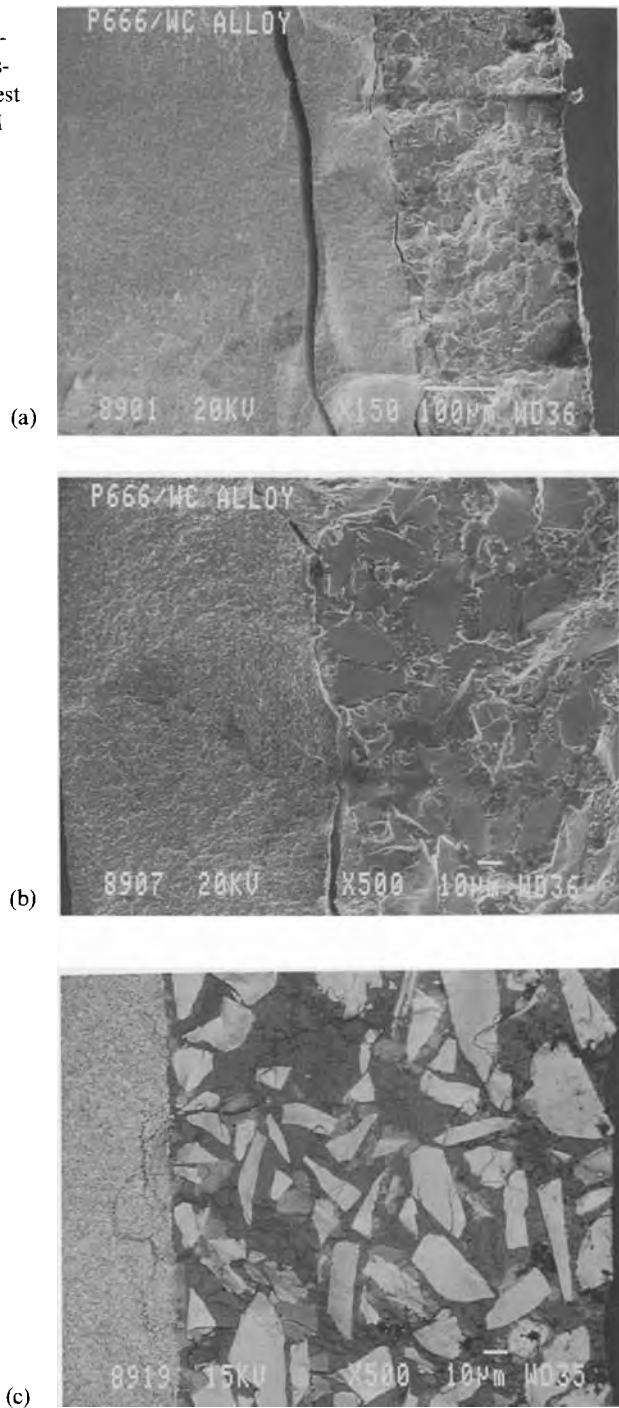 est
P666/WC ALLOY
8901 20KV X150 100µm WD36
(a)
P666/WC ALLOY
8907 20KV X500 10µm WD36
(b)
8919 15KV X500 10µm WD35
(c)